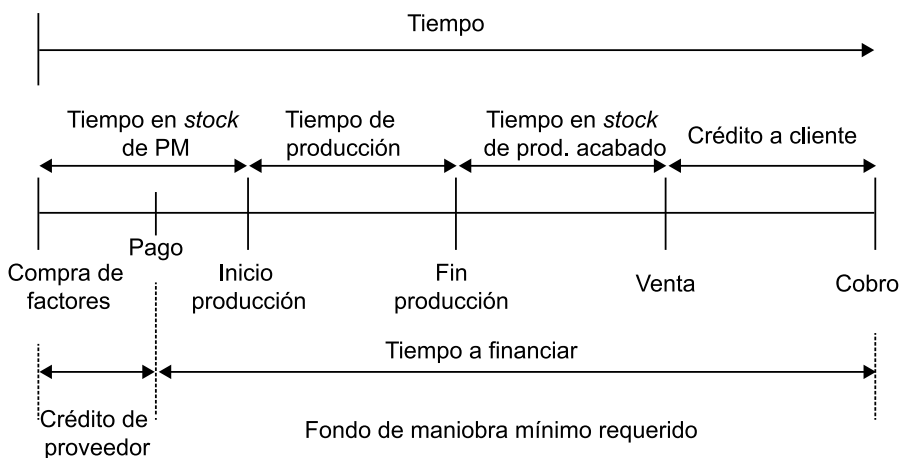 Tiempo
Tiempo en stock
de PM
Tiempo de
producción
Tiempo en stock
de prod. acabado
Crédito a cliente
Pago
Compra de
factores
Inicio
producción
Fin
producción
Venta
Cobro
Tiempo a financiar
Crédito de
proveedor
Fondo de maniobra mínimo requerido